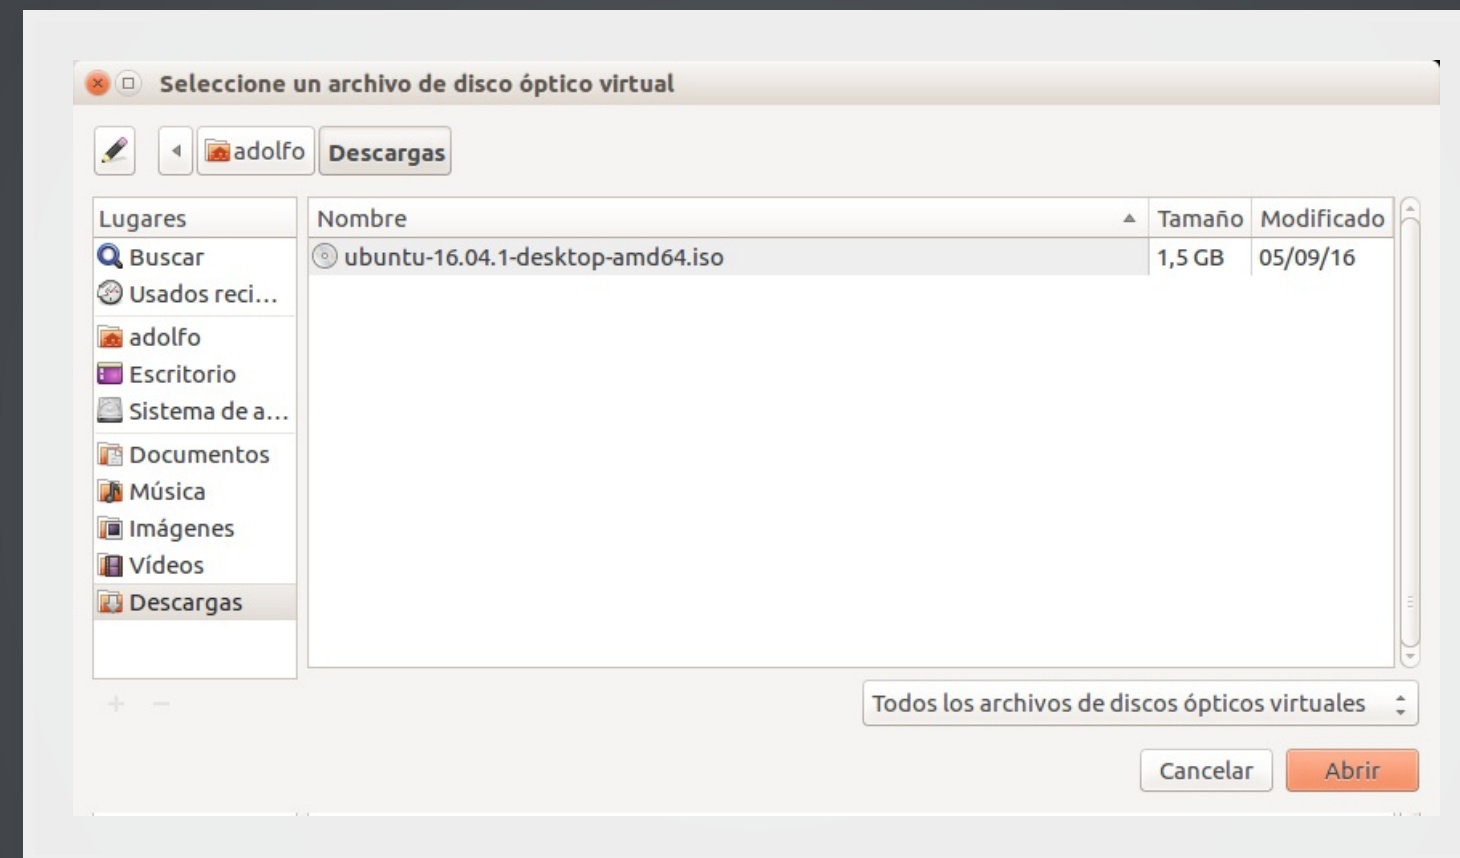 Seleccione un archivo de disco óptico virtual
adolfo Descargas
Lugares
Buscar
Usados reci...
adolfo
Escritorio
Sistema de a...
Documentos
Música
Imágenes
Vídeos
Descargas
Nombre Tamaño Modificado
ubuntu-16.04.1-desktop-amd64.iso 1,5 GB 05/09/16
Todos los archivos de discos ópticos virtuales
Cancelar Abrir